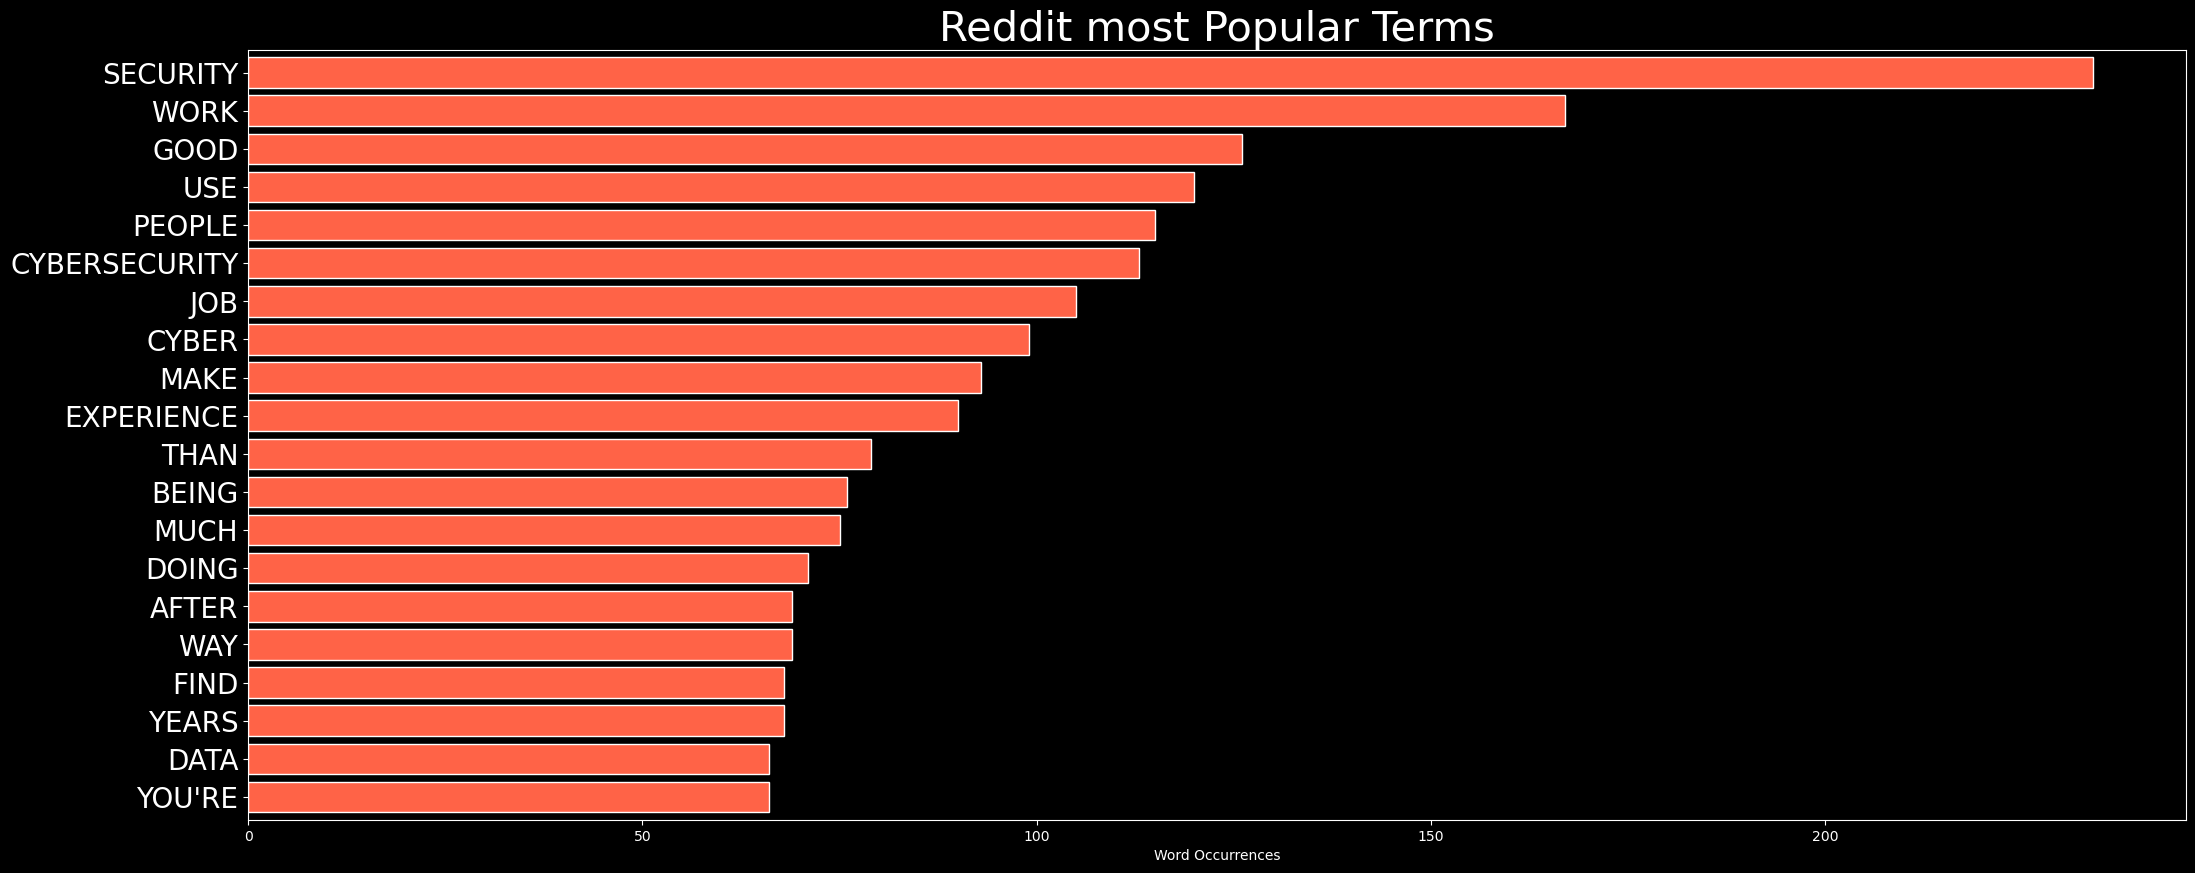 Reddit most Popular Terms
SECURITY
WORK
GOOD
USE
PEOPLE
CYBERSECURITY
JOB
CYBER
MAKE
EXPERIENCE
THAN
BEING
MUCH
DOING
AFTER
WAY
FIND
YEARS
DATA
YOU'RE
0 50 100 150 200
Word Occurrences